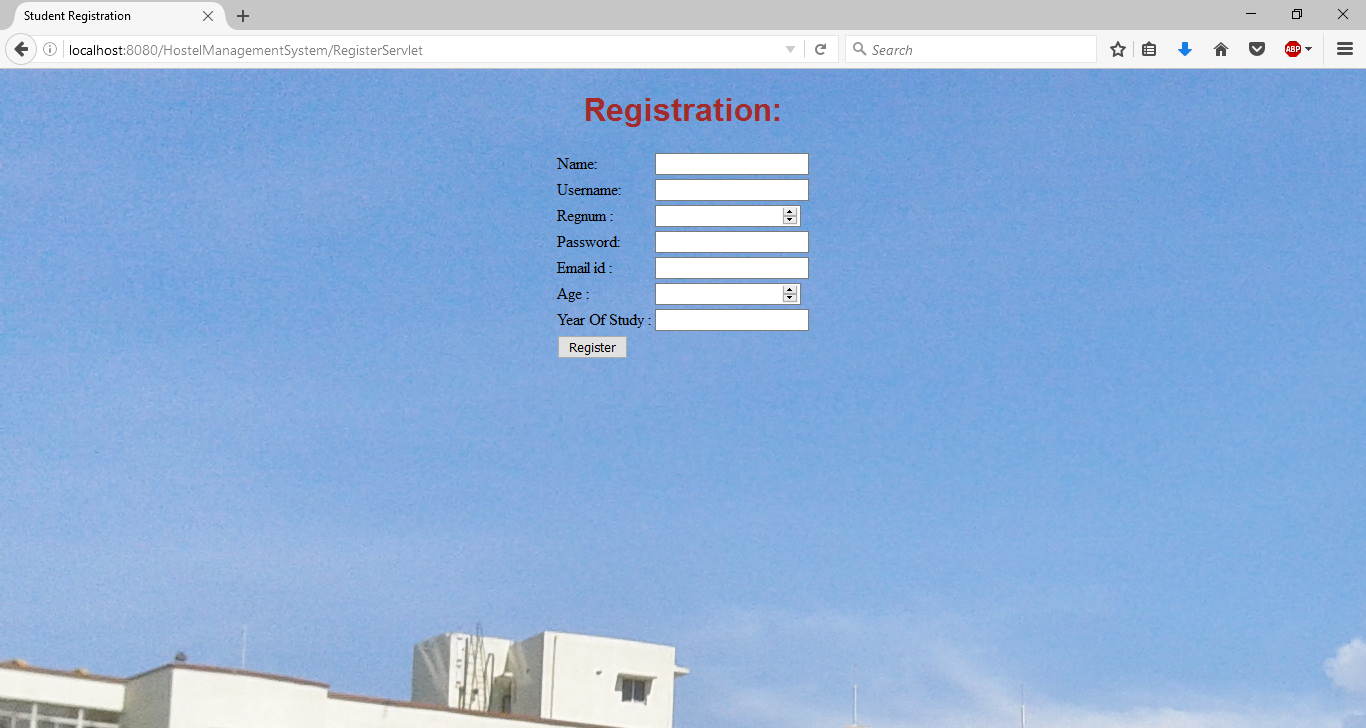 Student Registration
localhost:8080/HostelManagementSystem/RegisterServlet
Search
ABP
Registration:
Name:
Username:
Regnum :
Password:
Email id :
Age :
Year Of Study :
Register